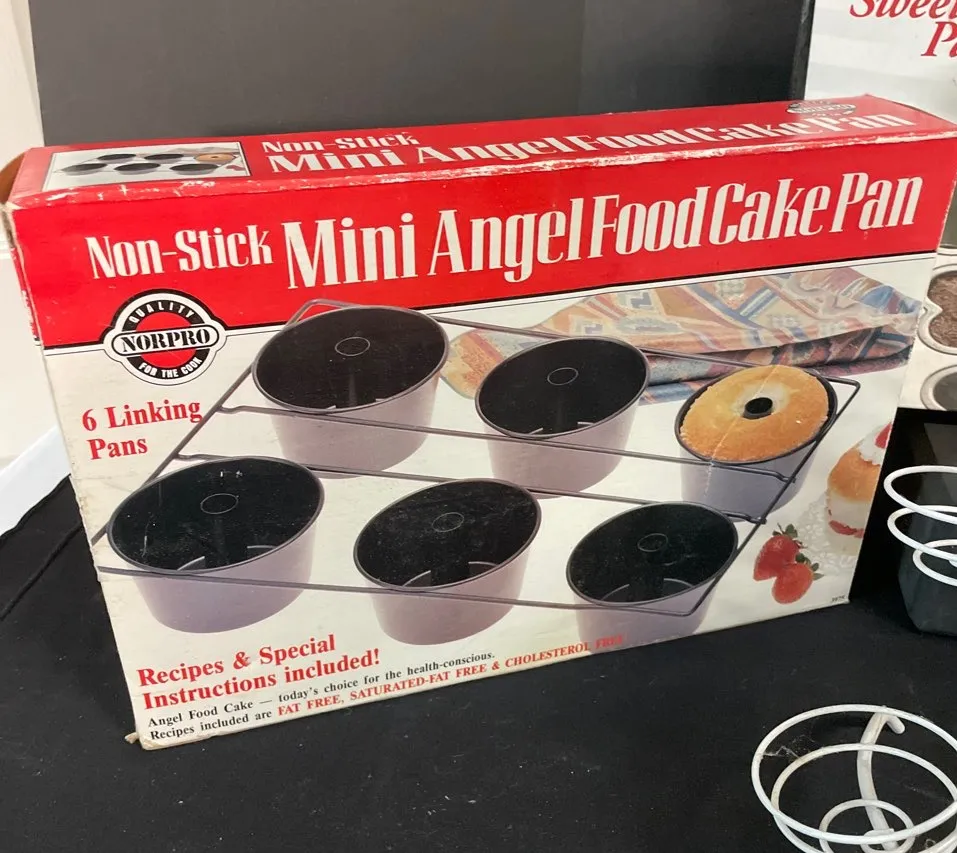 Sweet
Non-Stick
Mini Angel Food Cake Pan
NORPRO
Non-Stick Mini Angel Food Cake Pan
QUALITY
NORPRO
FOR THE COOK
6 Linking
Pans
Recipes & Special
Instructions included!
Angel Food Cake — today's choice for the health-conscious.
Recipes included are FAT FREE, SATURATED-FAT FREE & CHOLESTEROL FREE